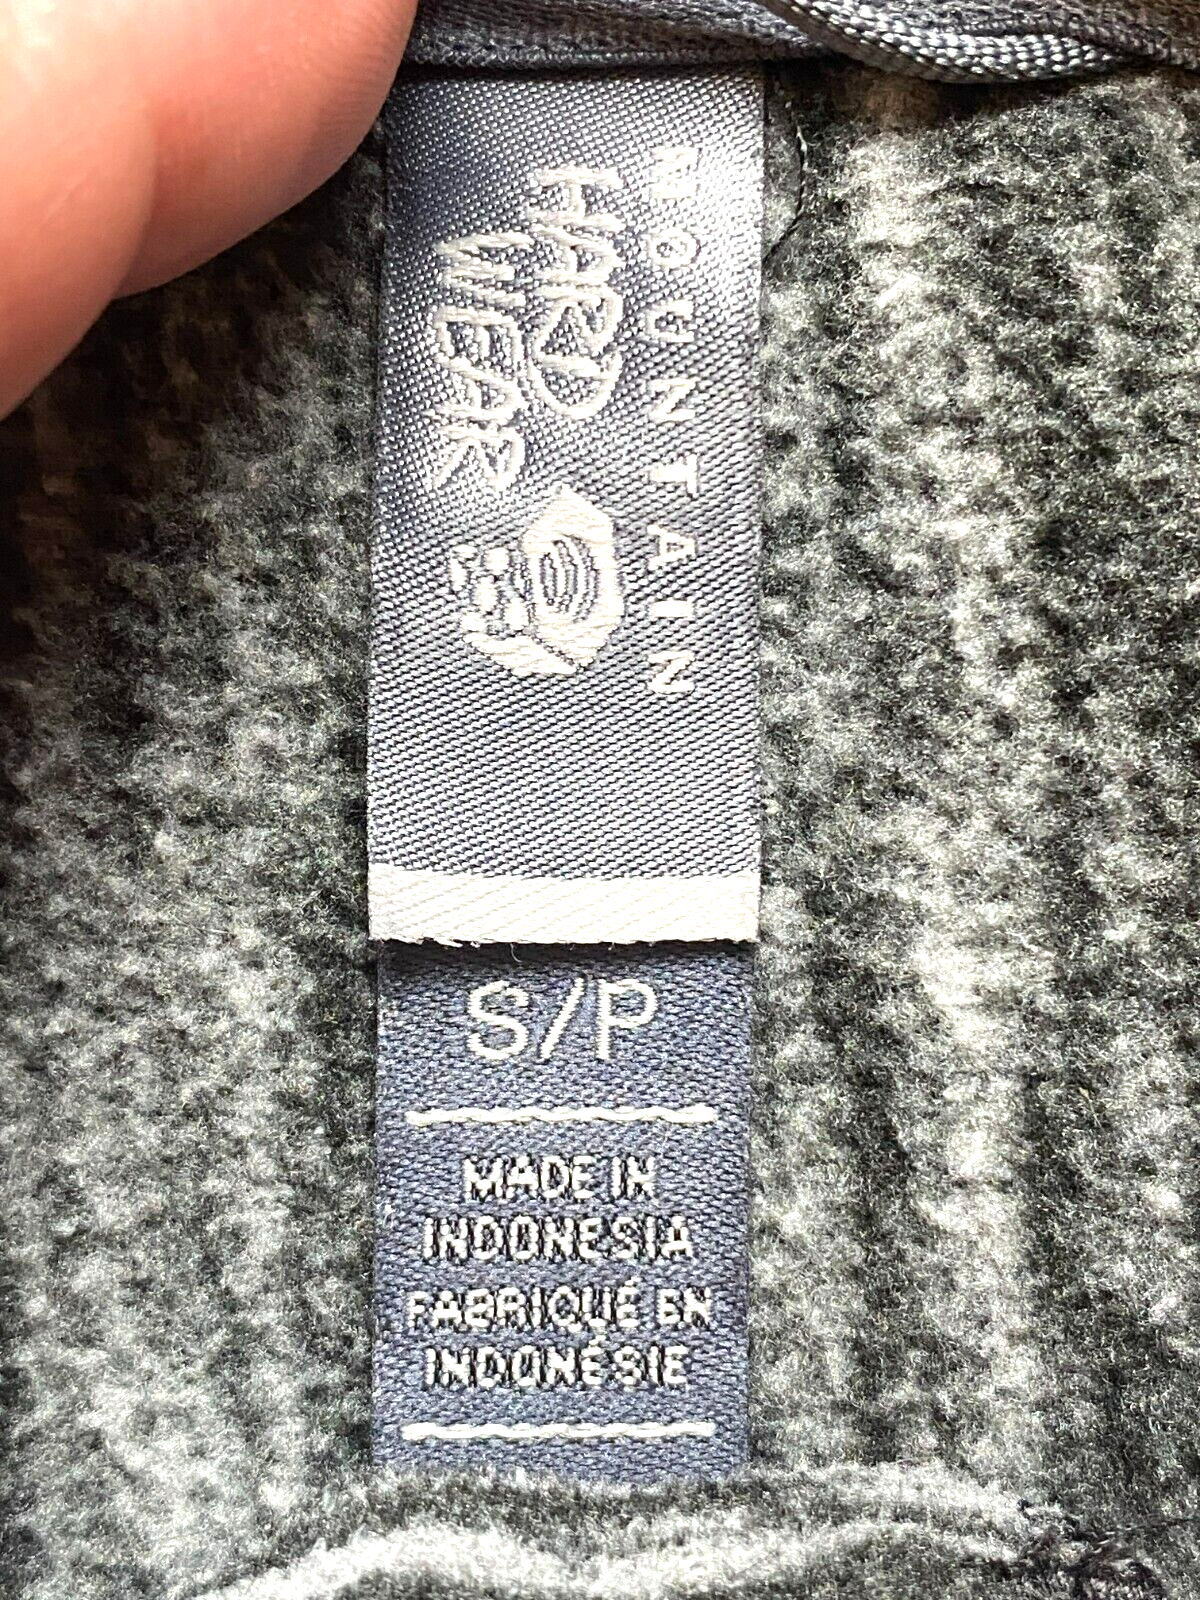 MOUNTAIN
HARD
WEAR
S/P
MADE IN
INDONESIA
FABRIQUÉ EN
INDONÉSIE